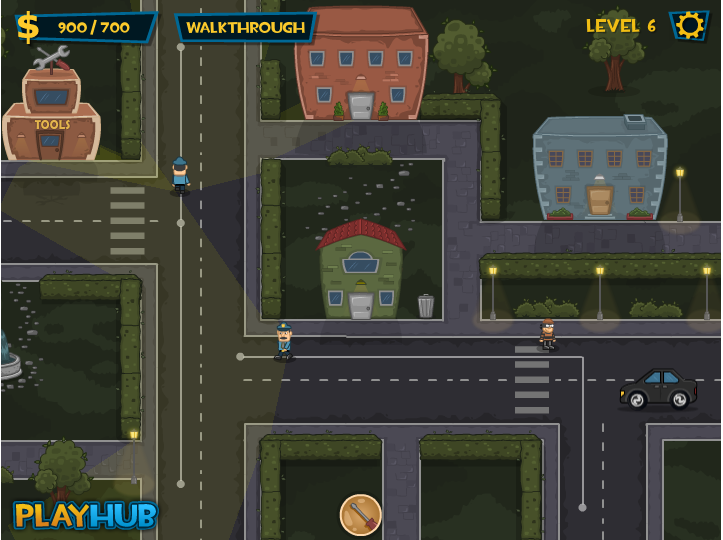 $ 900 / 700
WALKTHROUGH
LEVEL 6
TOOLS
PLAYHUB